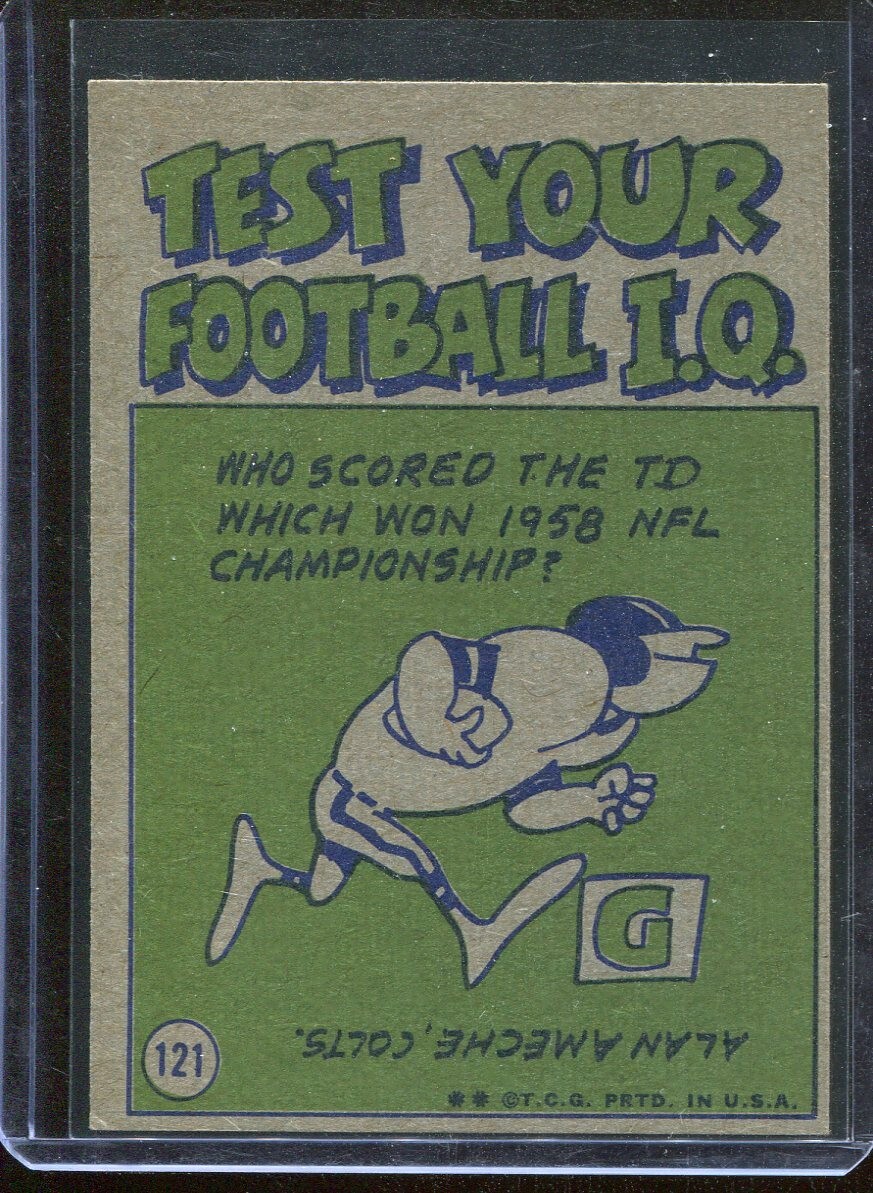 TEST YOUR
FOOTBALL I.Q.
WHO SCORED THE TD
WHICH WON 1958 NFL
CHAMPIONSHIP?
G
ALAN AMECHE, COLTS.
121
** ©T.C.G. PRTD. IN U.S.A.